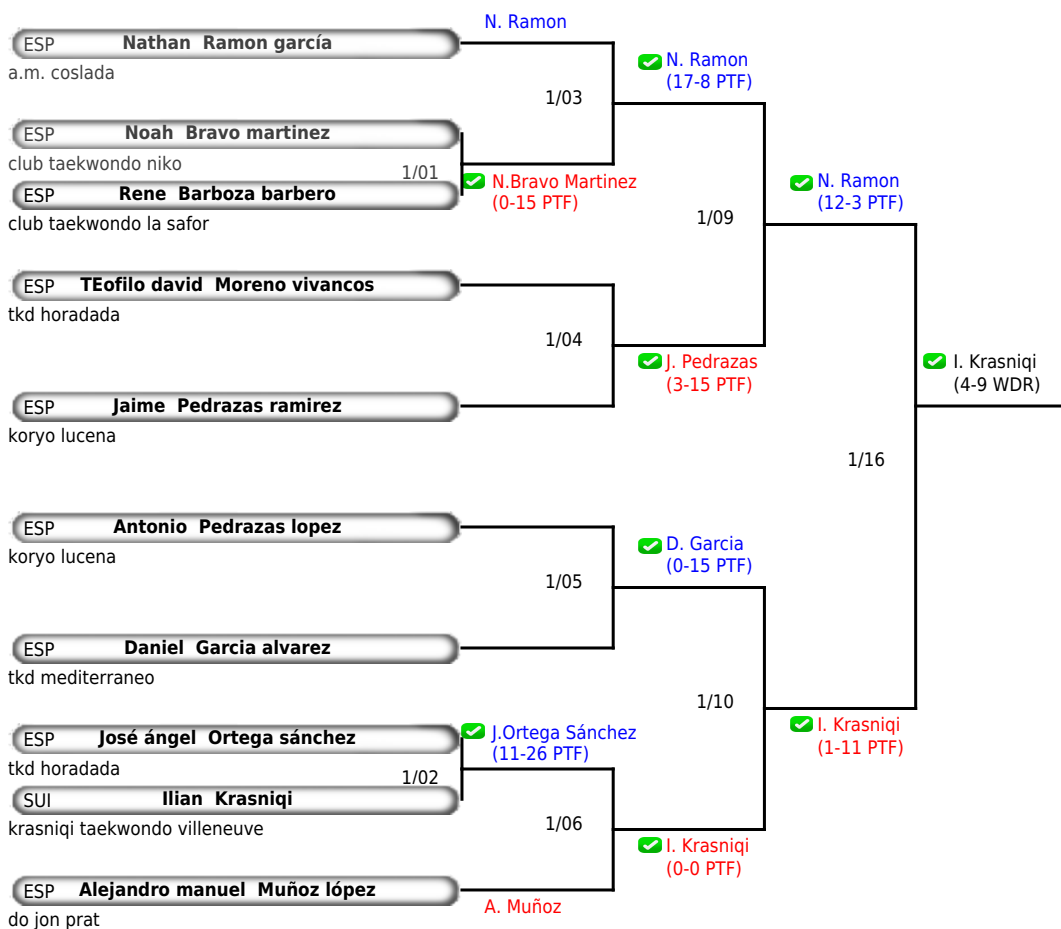 N. Ramon
ESP Nathan Ramon garcía
a.m. coslada
N. Ramon
(17-8 PTF)
1/03
ESP Noah Bravo martinez
club taekwondo niko
1/01
N.Bravo Martinez
(0-15 PTF)
ESP Rene Barboza barbero
club taekwondo la safor
N. Ramon
(12-3 PTF)
1/09
ESP TEofilo david Moreno vivancos
tkd horadada
1/04
J. Pedrazas
(3-15 PTF)
ESP Jaime Pedrazas ramirez
koryo lucena
I. Krasniqi
(4-9 WDR)
1/16
ESP Antonio Pedrazas lopez
koryo lucena
D. Garcia
(0-15 PTF)
1/05
ESP Daniel Garcia alvarez
tkd mediterraneo
1/10
I. Krasniqi
(1-11 PTF)
ESP José ángel Ortega sánchez
tkd horadada
1/02
J.Ortega Sánchez
(11-26 PTF)
SUI Ilian Krasniqi
krasniqi taekwondo villeneuve
1/06
I. Krasniqi
(0-0 PTF)
ESP Alejandro manuel Muñoz lópez
do jon prat
A. Muñoz